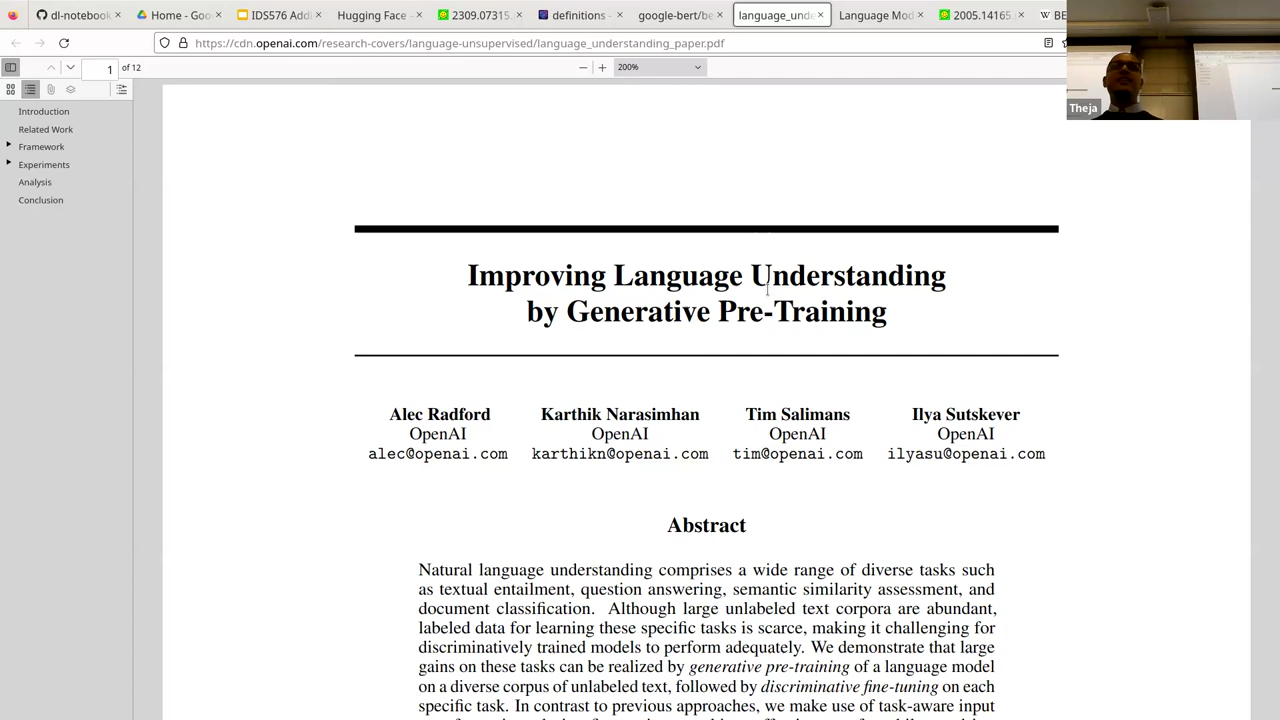 dl-notebook
Home - Goo
IDS576 Addi
Hugging Face –
2309.07315.
definitions -
google-bert/be
language_unde
Language Mod
2005.14165
BE
https://cdn.openai.com/research-covers/language-unsupervised/language_understanding_paper.pdf
1 of 12
200%
Theja
Introduction
Related Work
Framework
Experiments
Analysis
Conclusion
Improving Language Understanding
by Generative Pre-Training
Alec Radford Karthik Narasimhan Tim Salimans Ilya Sutskever
OpenAI OpenAI OpenAI OpenAI
alec@openai.com karthikn@openai.com tim@openai.com ilyasu@openai.com
Abstract
Natural language understanding comprises a wide range of diverse tasks such
as textual entailment, question answering, semantic similarity assessment, and
document classification. Although large unlabeled text corpora are abundant,
labeled data for learning these specific tasks is scarce, making it challenging for
discriminatively trained models to perform adequately. We demonstrate that large
gains on these tasks can be realized by generative pre-training of a language model
on a diverse corpus of unlabeled text, followed by discriminative fine-tuning on each
specific task. In contrast to previous approaches, we make use of task-aware input